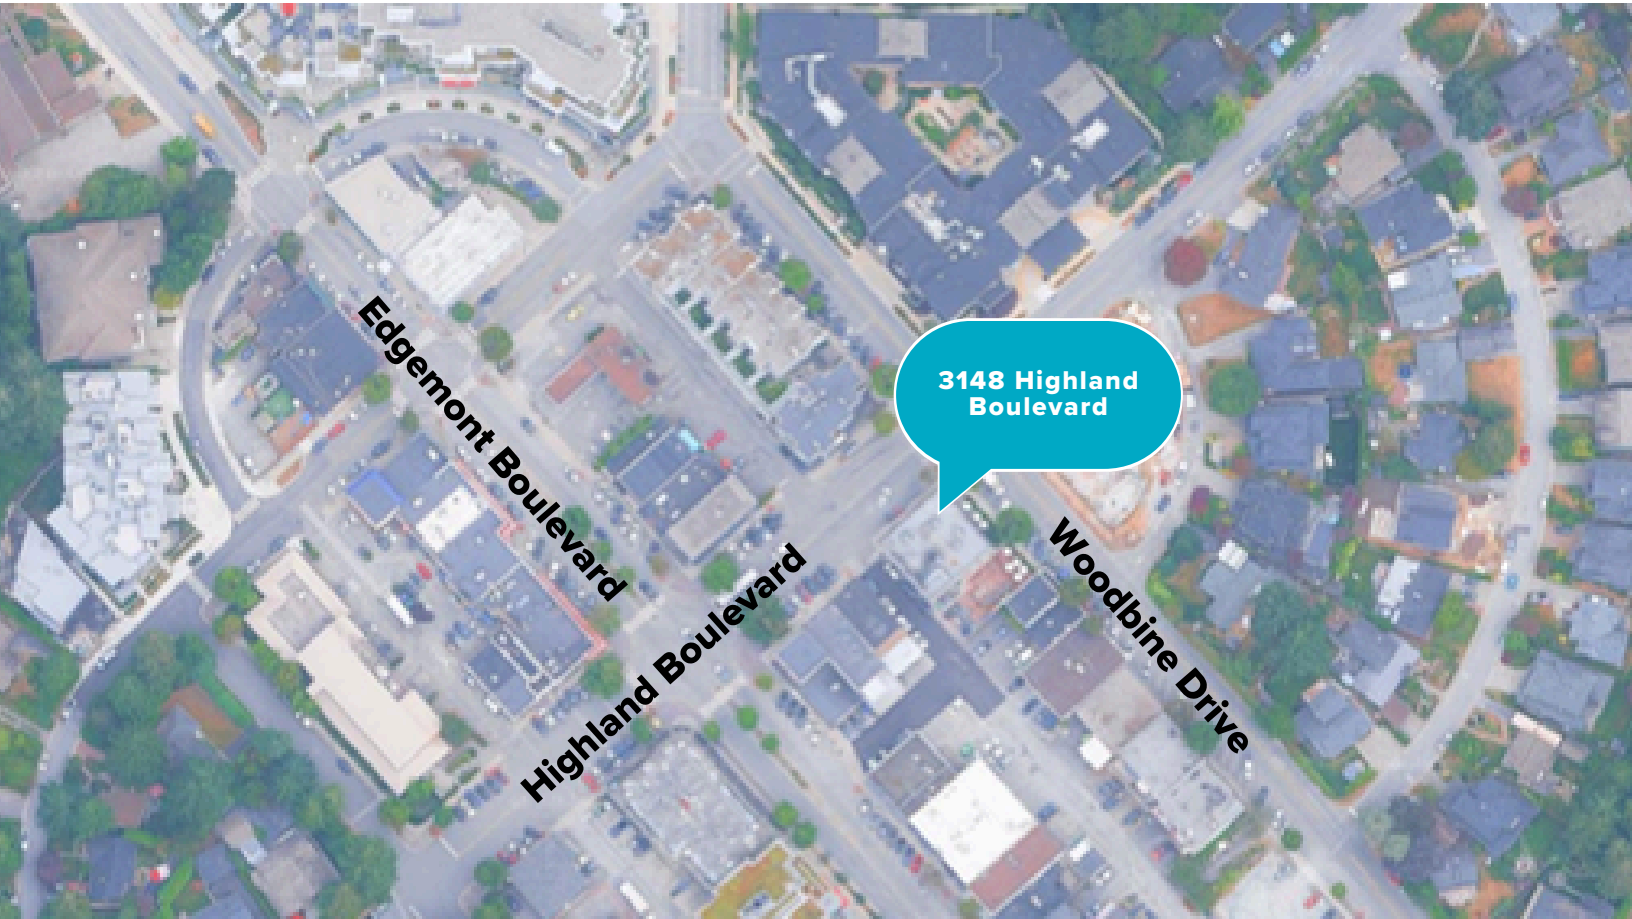 Edgemont Boulevard
3148 Highland
Boulevard
Highland Boulevard
Woodbine Drive